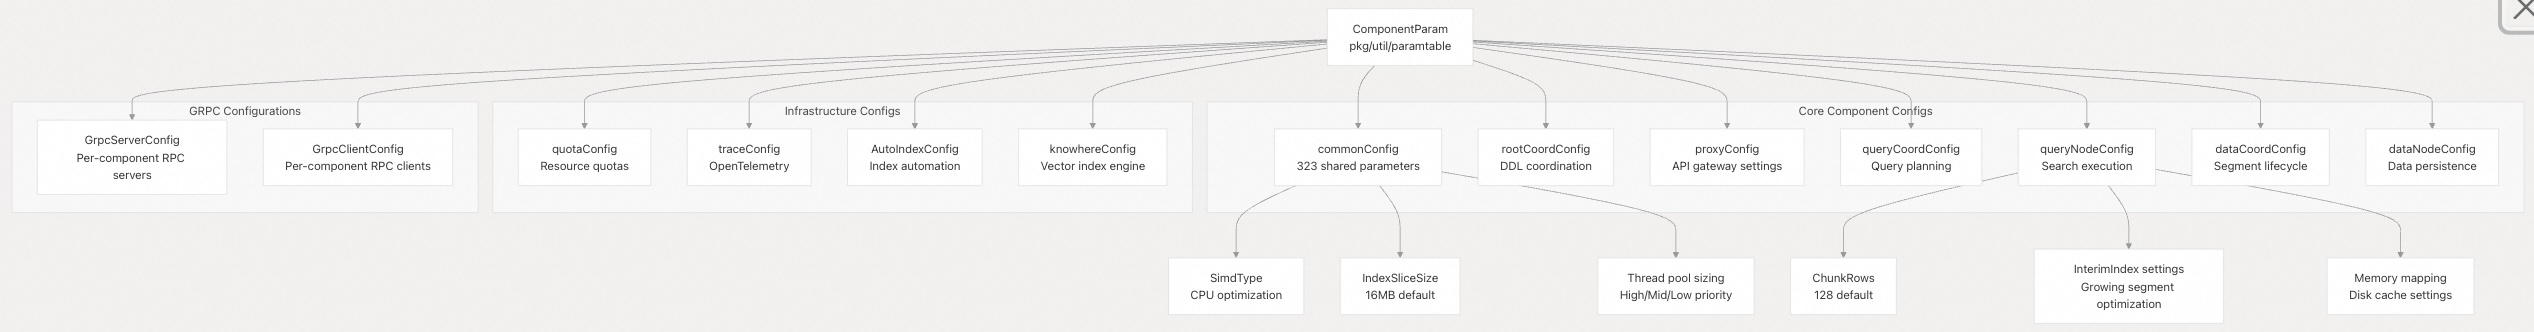 ComponentParam
pkg/util/paramtable
GRPC Configurations
GrpcServerConfig
Per-component RPC
servers
GrpcClientConfig
Per-component RPC clients
Infrastructure Configs
quotaConfig
Resource quotas
traceConfig
OpenTelemetry
AutoIndexConfig
Index automation
knowhereConfig
Vector index engine
Core Component Configs
commonConfig
323 shared parameters
rootCoordConfig
DDL coordination
proxyConfig
API gateway settings
queryCoordConfig
Query planning
queryNodeConfig
Search execution
dataCoordConfig
Segment lifecycle
dataNodeConfig
Data persistence
SimdType
CPU optimization
IndexSliceSize
16MB default
Thread pool sizing
High/Mid/Low priority
ChunkRows
128 default
InterimIndex settings
Growing segment
optimization
Memory mapping
Disk cache settings